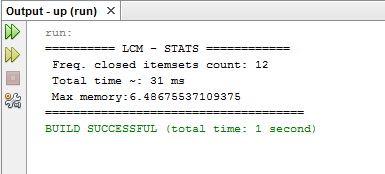 Output - up (run) ×
run:
========== LCM - STATS ============
Freq. closed itemsets count: 12
Total time ~: 31 ms
Max memory:6.48675537109375
=====================================
BUILD SUCCESSFUL (total time: 1 second)